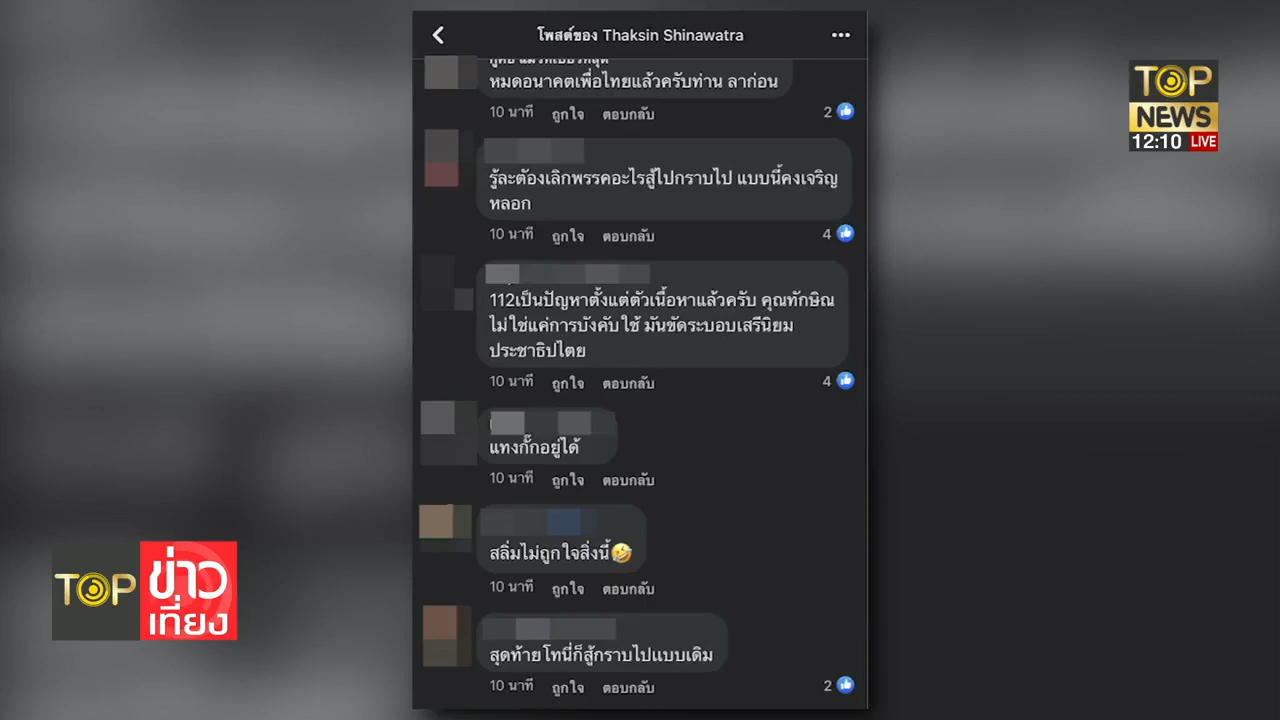 โพสต์ของ Thaksin Shinawatra
หมดอนาคตเพื่อไทยแล้วครับท่าน ลาก่อน
10 นาที ถูกใจ ตอบกลับ 2
รู้ละต้องเลิกพรรคอะไรสู้ไปกราบไป แบบนี้คงเจริญ
หลอก
10 นาที ถูกใจ ตอบกลับ 4
112เป็นปัญหาตั้งแต่ตัวเนื้อหาแล้วครับ คุณทักษิณ
ไม่ใช่แค่การบังคับใช้ มันขัดระบอบเสรีนิยม
ประชาธิปไตย
10 นาที ถูกใจ ตอบกลับ 4
แทงกั๊กอยู่ได้
10 นาที ถูกใจ ตอบกลับ
สลิ่มไม่ถูกใจสิ่งนี้🤣
10 นาที ถูกใจ ตอบกลับ
สุดท้ายโทนี่ก็สู้กราบไปแบบเดิม
10 นาที ถูกใจ ตอบกลับ 2
TOP
NEWS
12:10 LIVE
TOP ข่าว
เที่ยง